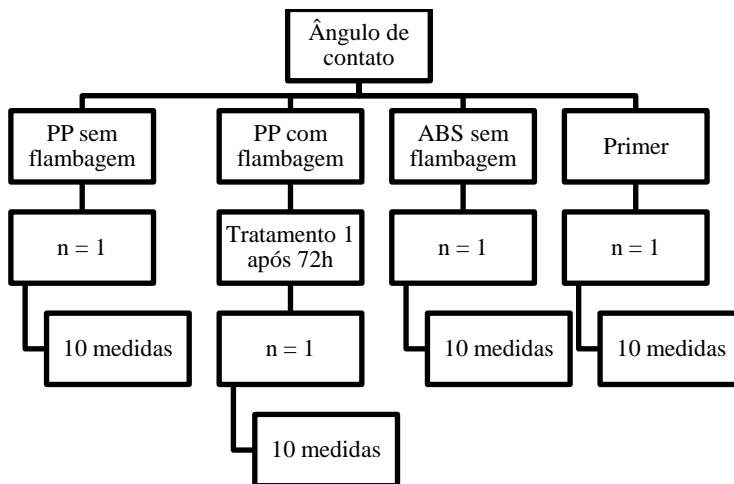 Ângulo de
contato
PP sem
flambagem
PP com
flambagem
ABS sem
flambagem
Primer
n = 1
Tratamento 1
após 72h
n = 1
n = 1
10 medidas
n = 1
10 medidas
10 medidas
10 medidas